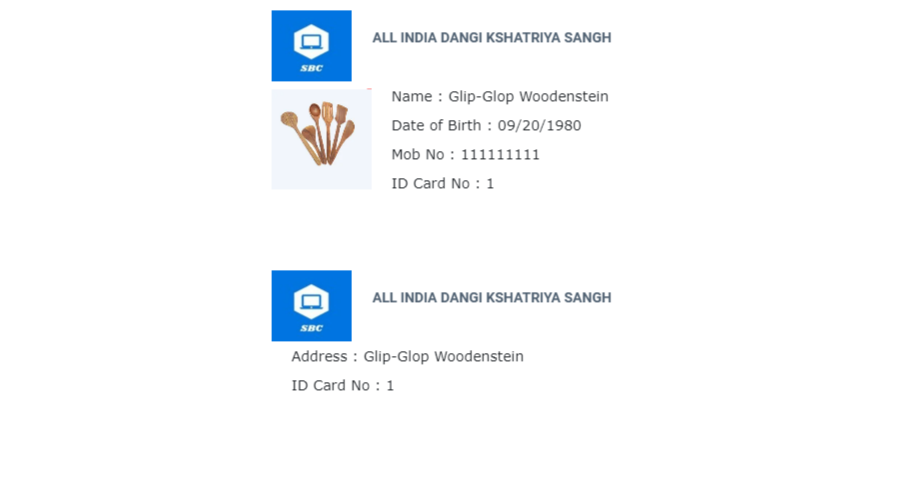 SBC
ALL INDIA DANGI KSHATRIYA SANGH
Name : Glip-Glop Woodenstein
Date of Birth : 09/20/1980
Mob No : 111111111
ID Card No : 1
SBC
ALL INDIA DANGI KSHATRIYA SANGH
Address : Glip-Glop Woodenstein
ID Card No : 1